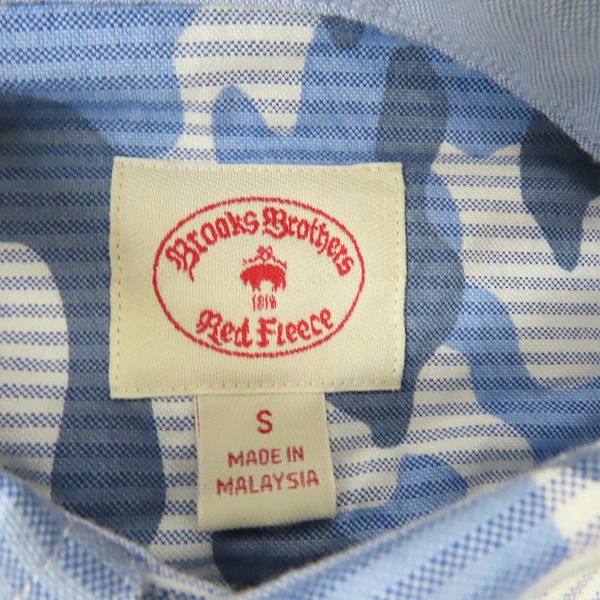 Brooks Brothers
1818
Red Fleece
S
MADE IN
MALAYSIA